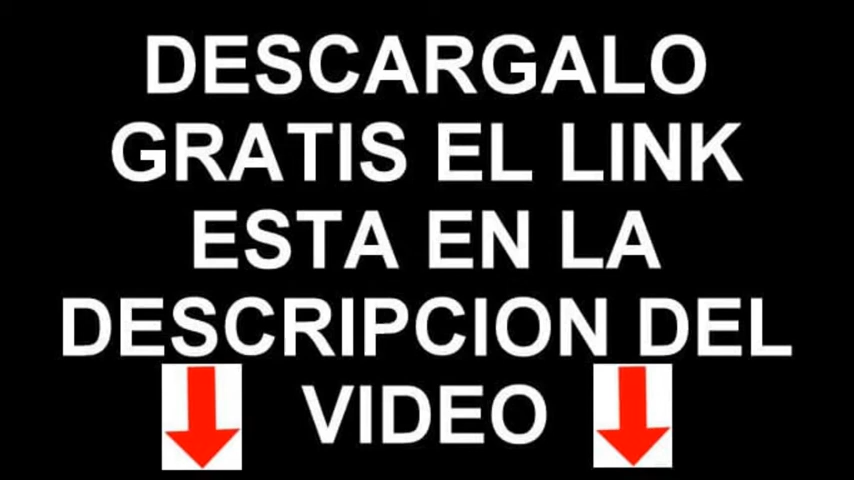 DESCARGALO
GRATIS EL LINK
ESTA EN LA
DESCRIPCION DEL
VIDEO